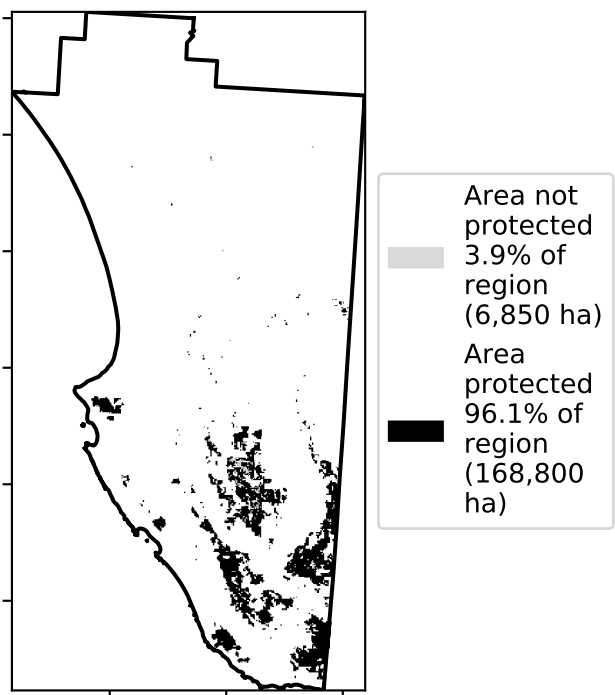 Area not
protected
3.9% of
region
(6,850 ha)
Area
protected
96.1% of
region
(168,800
ha)